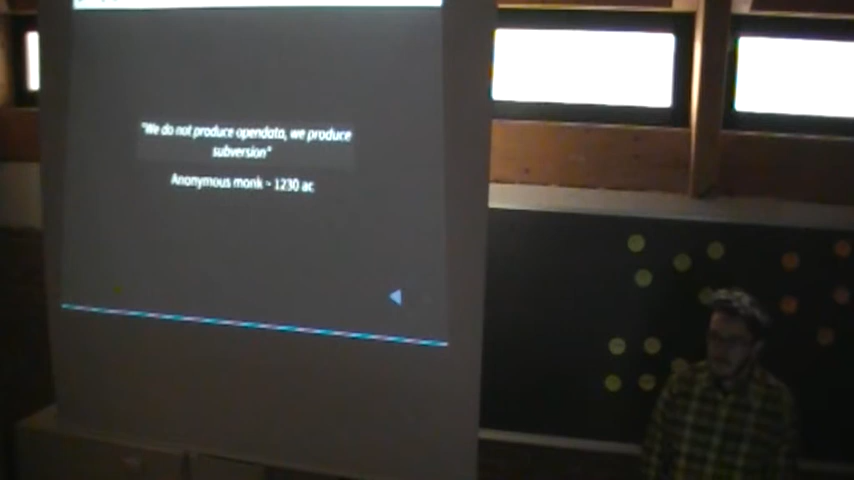 "We do not produce opendata, we produce
subversion"
Anonymous monk ~ 1230 ac